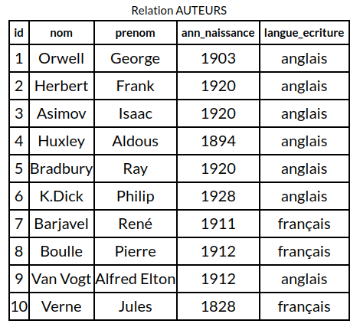 Relation AUTEURS
id nom prenom ann_naissance langue_ecriture
1 Orwell George 1903 anglais
2 Herbert Frank 1920 anglais
3 Asimov Isaac 1920 anglais
4 Huxley Aldous 1894 anglais
5 Bradbury Ray 1920 anglais
6 K.Dick Philip 1928 anglais
7 Barjavel René 1911 français
8 Boulle Pierre 1912 français
9 Van Vogt Alfred Elton 1912 anglais
10 Verne Jules 1828 français